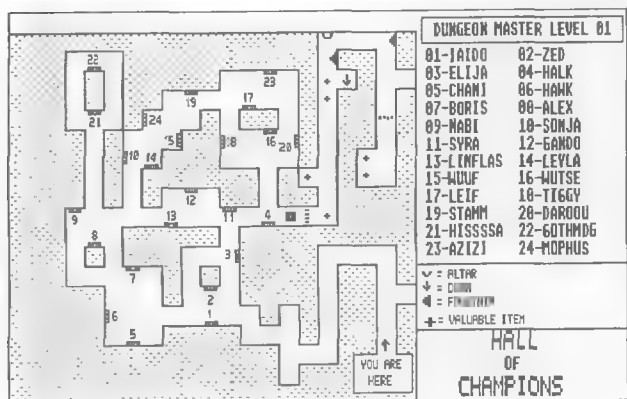 DUNGEON MASTER LEVEL 01
01-IAIDO 02-ZED
03-ELIJA 04-HALK
05-CHANI 06-HAWK
07-BORIS 08-ALEX
09-NABI 10-SONJA
11-SYRA 12-GANDO
13-LINFLAS 14-LEYLA
15-WUUF 16-WUTSE
17-LEIF 18-TIGGY
19-STAMM 20-DAROOU
21-HISSSSA 22-GOTHMOG
23-AZIZI 24-MOPHUS
= ALTAR
= VALUABLE ITEM
HALL
OF
CHAMPIONS
22
23
17
19
21
24
15
18
16
20
10
14
12
9
13
11
4
8
3
7
2
6
1
5
YOU ARE
HERE